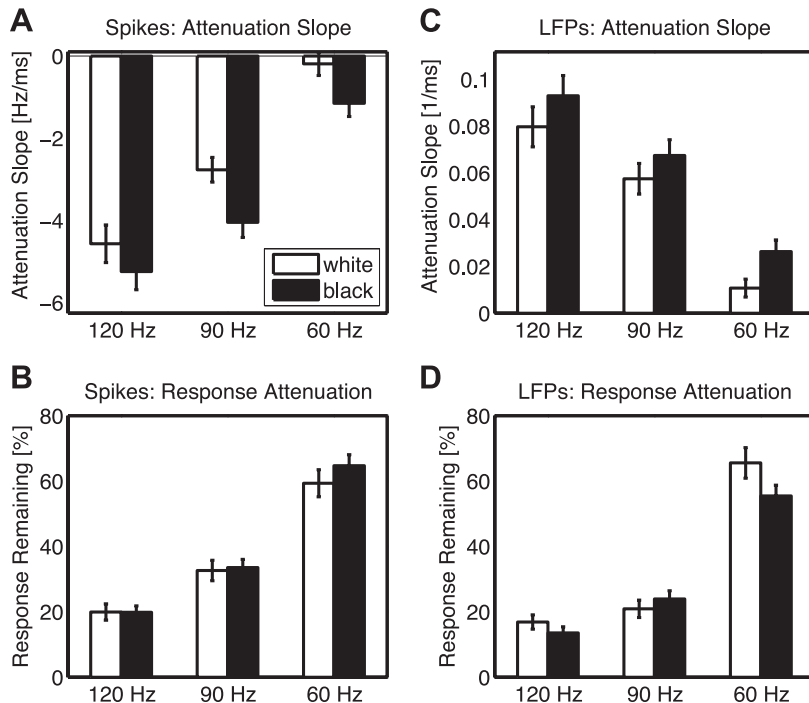 A
Spikes: Attenuation Slope
Attenuation Slope [Hz/ms]
0
−2
−4
−6
white
black
120 Hz 90 Hz 60 Hz
B
Spikes: Response Attenuation
Response Remaining [%]
80
60
40
20
0
120 Hz 90 Hz 60 Hz
C
LFPs: Attenuation Slope
Attenuation Slope [1/ms]
0.1
0.08
0.06
0.04
0.02
0
120 Hz 90 Hz 60 Hz
D
LFPs: Response Attenuation
Response Remaining [%]
80
60
40
20
0
120 Hz 90 Hz 60 Hz